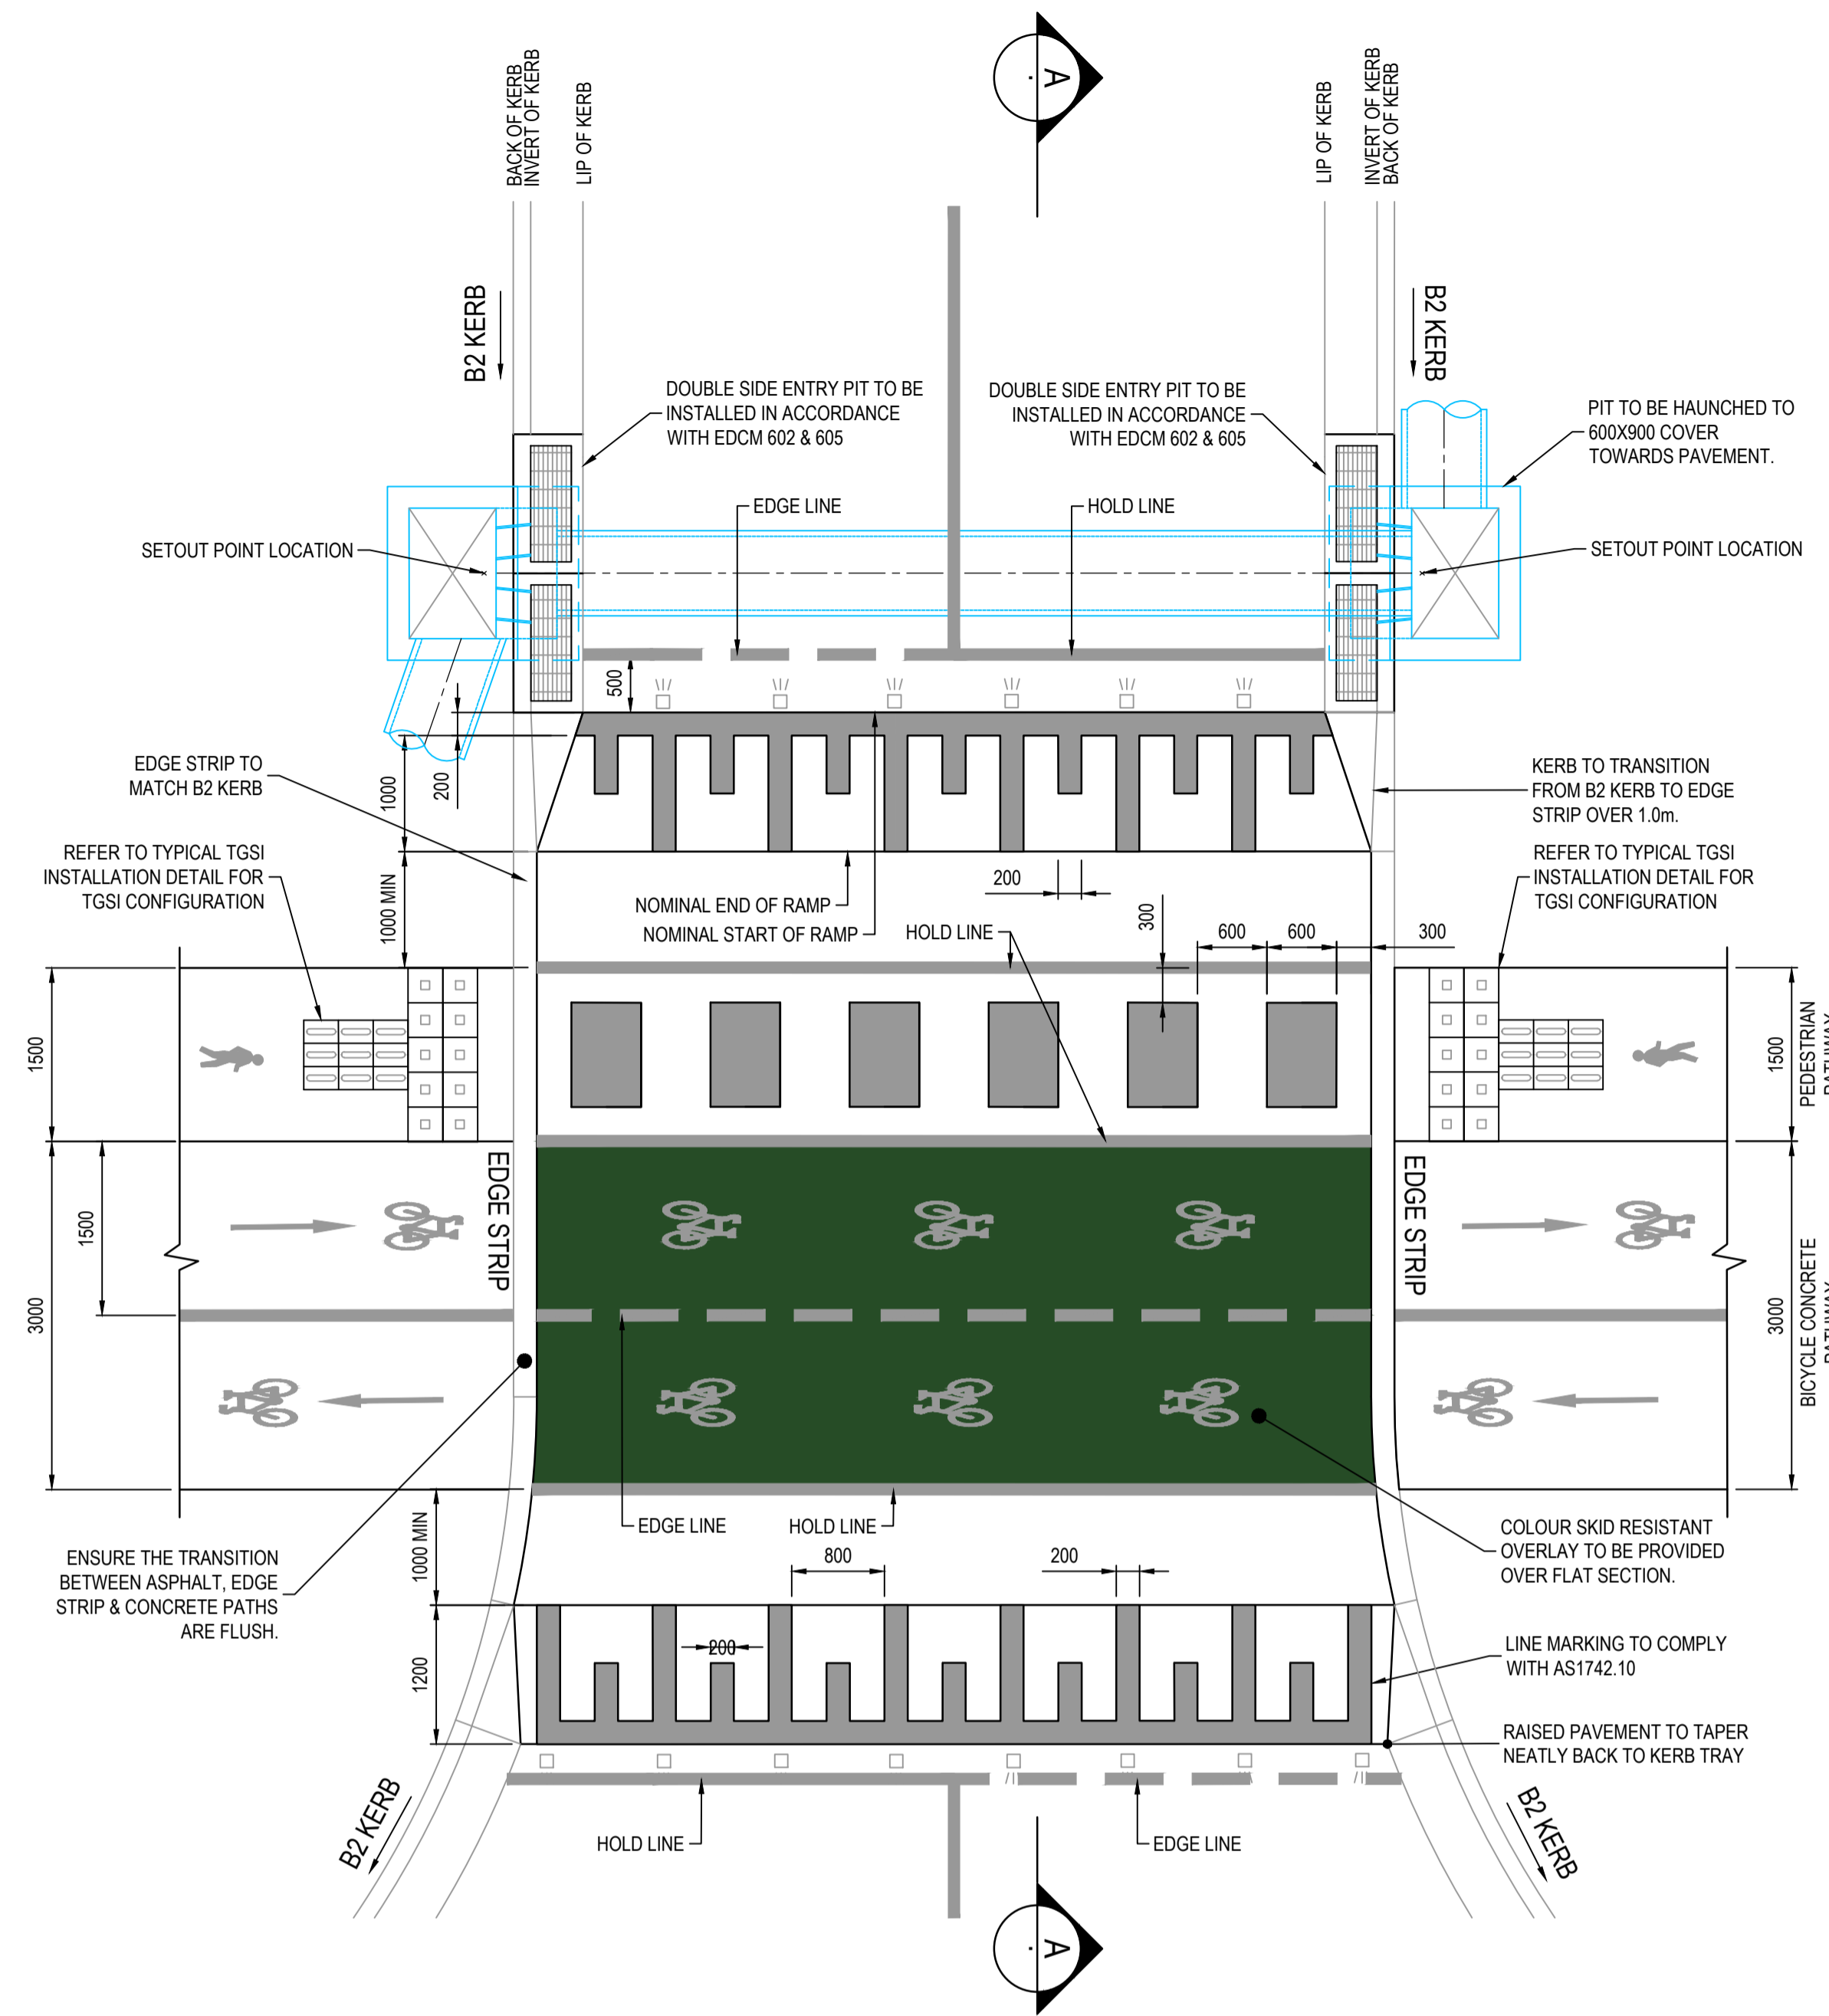 A
BACK OF KERB
INVERT OF KERB
LIP OF KERB
LIP OF KERB
INVERT OF KERB
BACK OF KERB
B2 KERB
B2 KERB
DOUBLE SIDE ENTRY PIT TO BE
INSTALLED IN ACCORDANCE
WITH EDCM 602 & 605
DOUBLE SIDE ENTRY PIT TO BE
INSTALLED IN ACCORDANCE
WITH EDCM 602 & 605
PIT TO BE HAUNCHED TO
600X900 COVER
TOWARDS PAVEMENT.
EDGE LINE
HOLD LINE
SETOUT POINT LOCATION
SETOUT POINT LOCATION
500
EDGE STRIP TO
MATCH B2 KERB
1000
200
KERB TO TRANSITION
FROM B2 KERB TO EDGE
STRIP OVER 1.0m.
REFER TO TYPICAL TGSI
INSTALLATION DETAIL FOR
TGSI CONFIGURATION
1000 MIN
NOMINAL END OF RAMP
NOMINAL START OF RAMP
HOLD LINE
200
300
600
600
300
REFER TO TYPICAL TGSI
INSTALLATION DETAIL FOR
TGSI CONFIGURATION
1500
1500
PEDESTRIAN
1500
3000
EDGE STRIP
EDGE STRIP
3000
BICYCLE CONCRETE
1000 MIN
EDGE LINE
HOLD LINE
800
200
COLOUR SKID RESISTANT
OVERLAY TO BE PROVIDED
OVER FLAT SECTION.
ENSURE THE TRANSITION
BETWEEN ASPHALT, EDGE
STRIP & CONCRETE PATHS
ARE FLUSH.
1200
200
LINE MARKING TO COMPLY
WITH AS1742.10
RAISED PAVEMENT TO TAPER
NEATLY BACK TO KERB TRAY
B2 KERB
HOLD LINE
EDGE LINE
B2 KERB
A